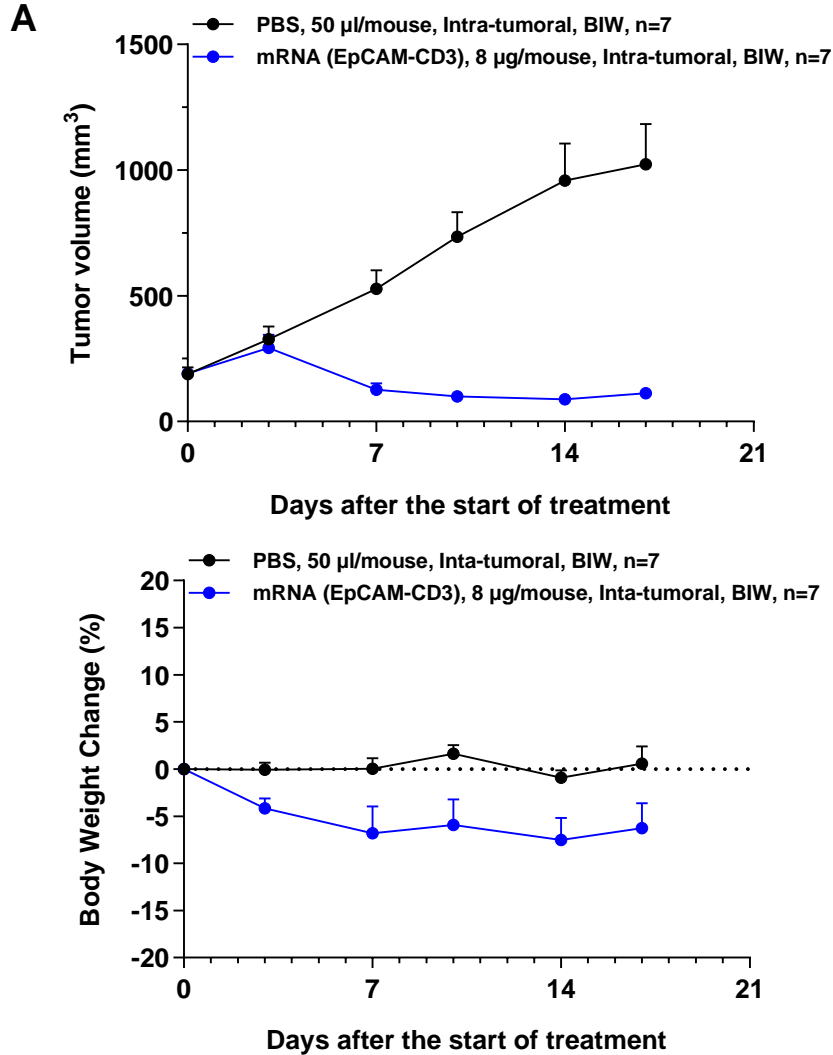 A
PBS, 50 µl/mouse, Intra-tumoral, BIW, n=7
mRNA (EpCAM-CD3), 8 µg/mouse, Intra-tumoral, BIW, n=7
Tumor volume (mm³)
1500
1000
500
0
0 7 14 21
Days after the start of treatment
PBS, 50 µl/mouse, Inta-tumoral, BIW, n=7
mRNA (EpCAM-CD3), 8 µg/mouse, Inta-tumoral, BIW, n=7
Body Weight Change (%)
20
15
10
5
0
-5
-10
-15
-20
0 7 14 21
Days after the start of treatment